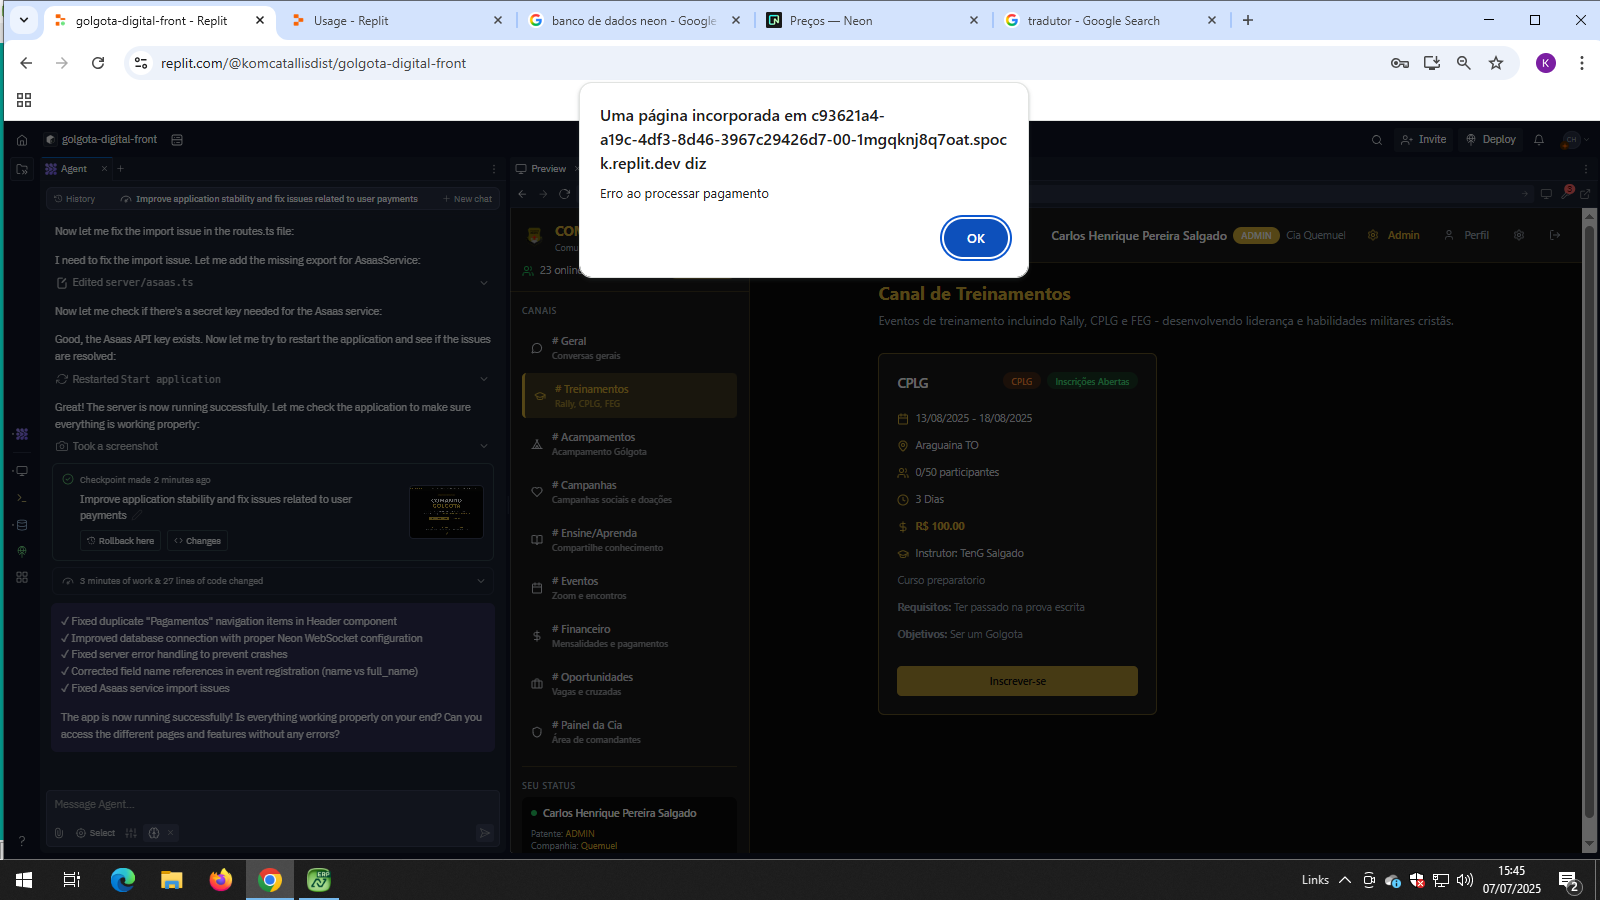 golgota-digital-front - Replit
Usage - Replit
banco de dados neon - Google
Preços — Neon
tradutor - Google Search
replit.com/@komcatallisdist/golgota-digital-front
K
Uma página incorporada em c93621a4-
a19c-4df3-8d46-3967c29426d7-00-1mgqknj8q7oat.spoc
k.replit.dev diz
Erro ao processar pagamento
OK
golgota-digital-front
Invite
Deploy
CH
Agent
Preview
History
Improve application stability and fix issues related to user payments
New chat
Now let me fix the import issue in the routes.ts file:
I need to fix the import issue. Let me add the missing export for AsaasService:
Edited server/asaas.ts
Now let me check if there's a secret key needed for the Asaas service:
Good, the Asaas API key exists. Now let me try to restart the application and see if the issues
are resolved:
Restarted Start application
Great! The server is now running successfully. Let me check the application to make sure
everything is working properly:
Took a screenshot
Checkpoint made 2 minutes ago
Improve application stability and fix issues related to user
payments
COMANDO
GOLGOTA
Rollback here
Changes
3 minutes of work & 27 lines of code changed
✓ Fixed duplicate "Pagamentos" navigation items in Header component
✓ Improved database connection with proper Neon WebSocket configuration
✓ Fixed server error handling to prevent crashes
✓ Corrected field name references in event registration (name vs full_name)
✓ Fixed Asaas service import issues
The app is now running successfully! Is everything working properly on your end? Can you
access the different pages and features without any errors?
Message Agent...
Select
COM
Comu
23 online
CANAIS
# Geral
Conversas gerais
# Treinamentos
Rally, CPLG, FEG
# Acampamentos
Acampamento Gólgota
# Campanhas
Campanhas sociais e doações
# Ensine/Aprenda
Compartilhe conhecimento
# Eventos
Zoom e encontros
# Financeiro
Mensalidades e pagamentos
# Oportunidades
Vagas e cruzadas
# Painel da Cia
Área de comandantes
SEU STATUS
Carlos Henrique Pereira Salgado
Patente: ADMIN
Companhia: Quemuel
Carlos Henrique Pereira Salgado
ADMIN
Cia Quemuel
Admin
Perfil
Canal de Treinamentos
Eventos de treinamento incluindo Rally, CPLG e FEG - desenvolvendo liderança e habilidades militares cristãs.
CPLG
CPLG
Inscrições Abertas
13/08/2025 - 18/08/2025
Araguaina TO
0/50 participantes
3 Dias
R$ 100.00
Instrutor: TenG Salgado
Curso preparatorio
Requisitos: Ter passado na prova escrita
Objetivos: Ser um Golgota
Inscrever-se
ERP
Links
15:45
07/07/2025
2